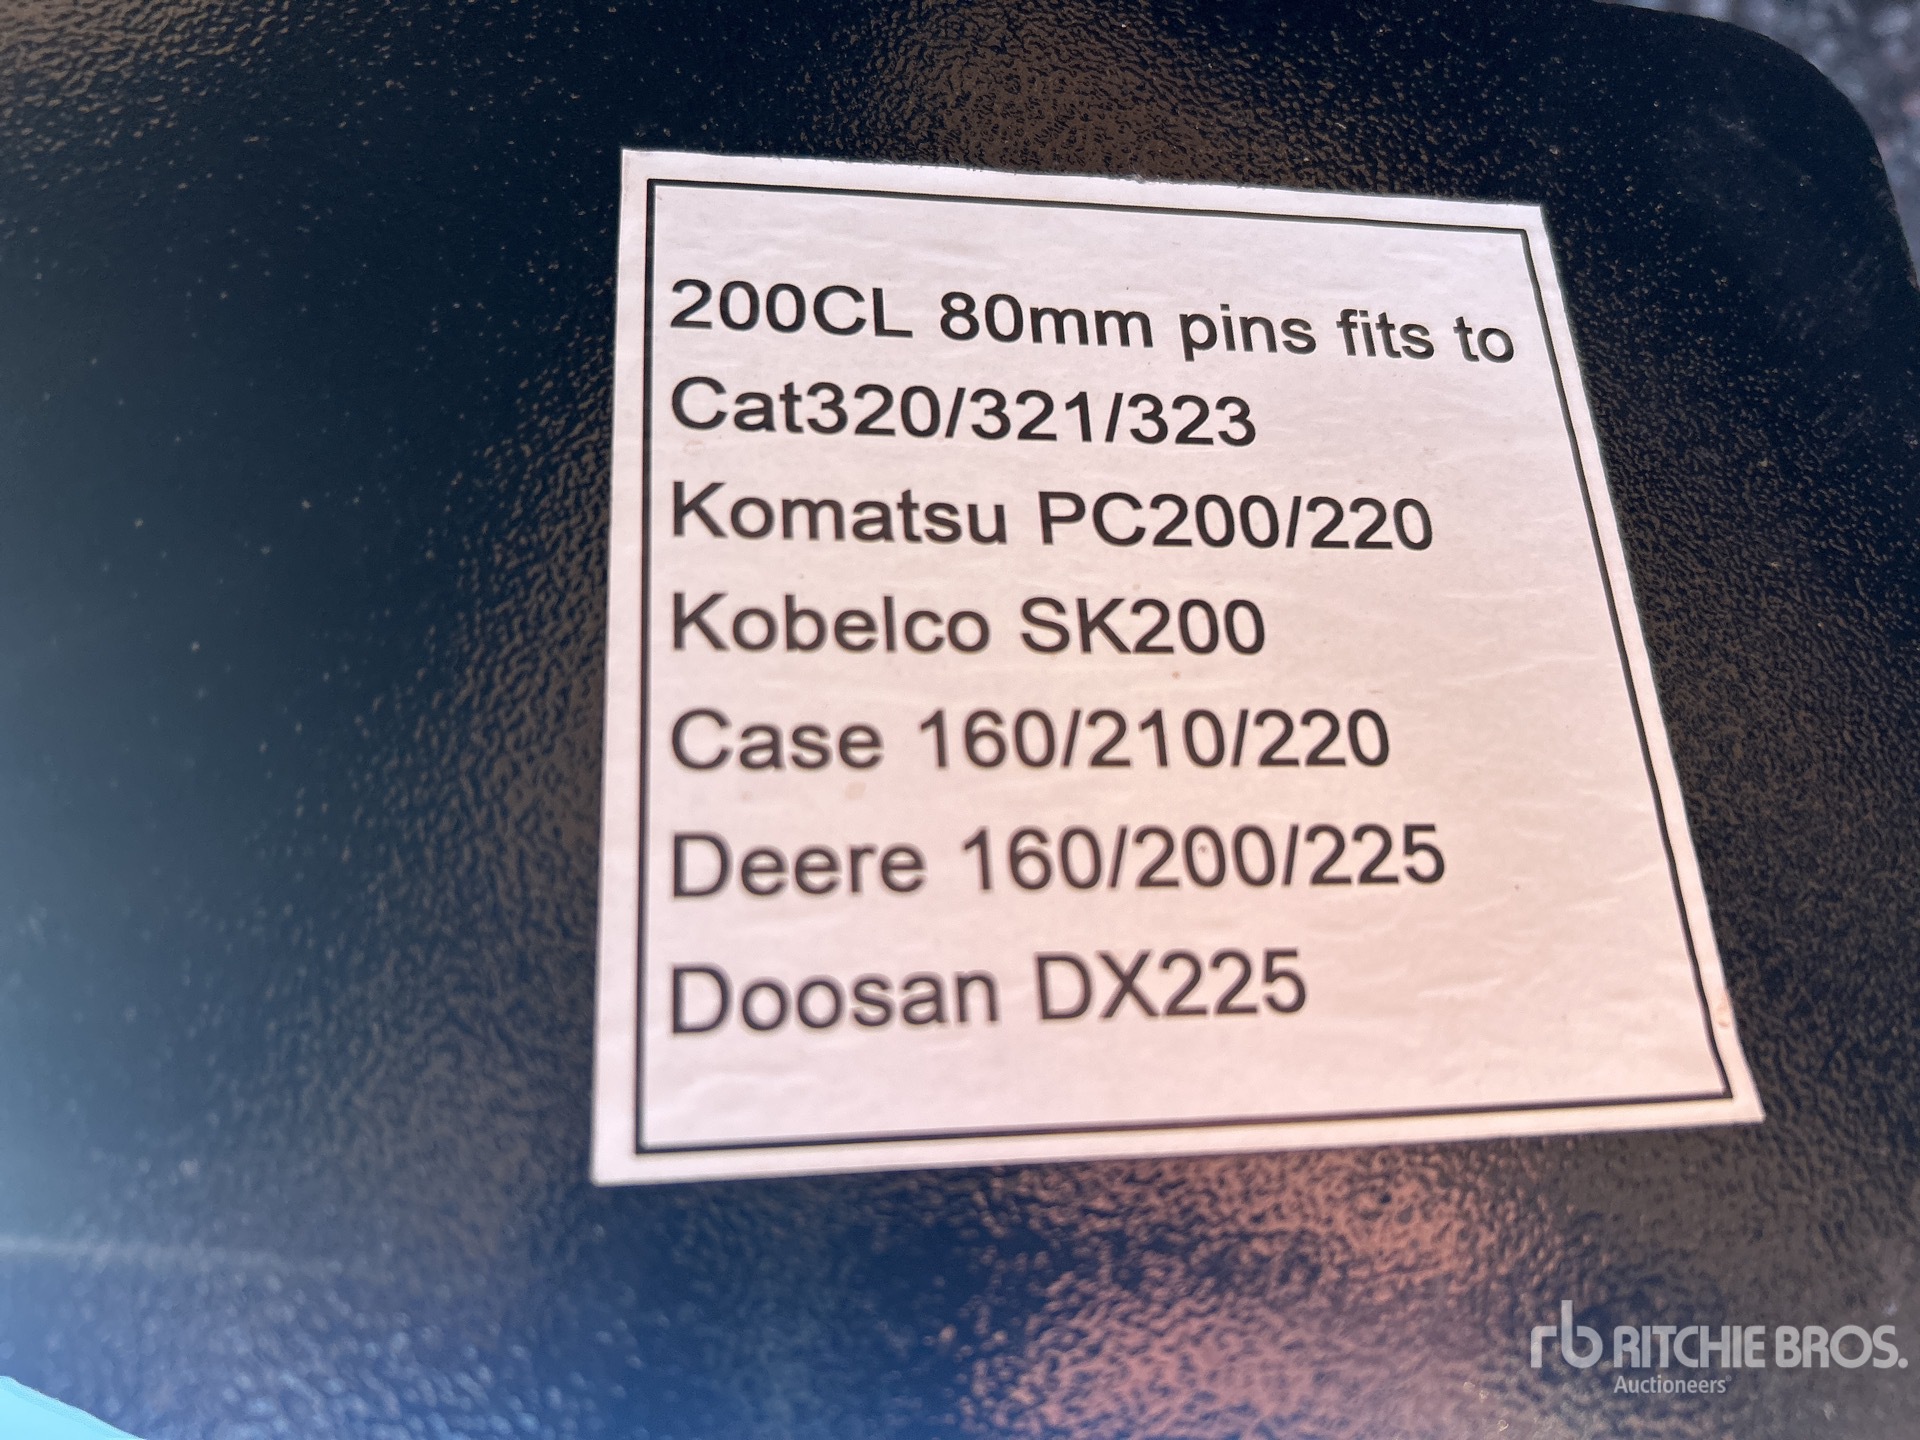 200CL 80mm pins fits to
Cat320/321/323
Komatsu PC200/220
Kobelco SK200
Case 160/210/220
Deere 160/200/225
Doosan DX225
rb RITCHIE BROS.
Auctioneers